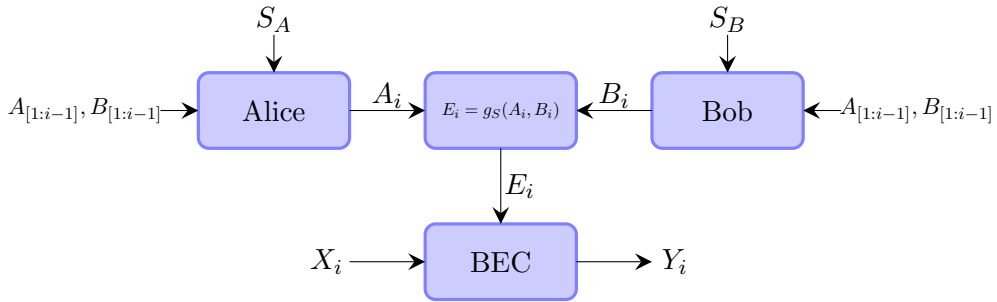 S_A S_B
A_{[1:i-1]}, B_{[1:i-1]} Alice A_i E_i = g_S(A_i, B_i) B_i Bob A_{[1:i-1]}, B_{[1:i-1]}
E_i
X_i BEC Y_i